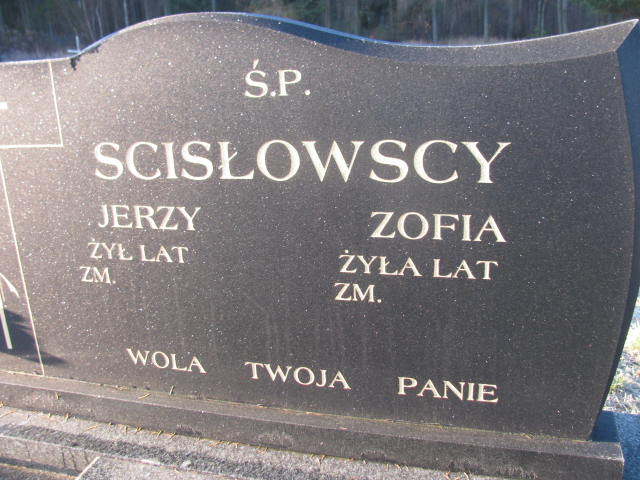 Ś.P.
SCISŁOWSCY
JERZY ZOFIA
ŻYŁ LAT ŻYŁA LAT
ZM. ZM.
WOLA TWOJA PANIE